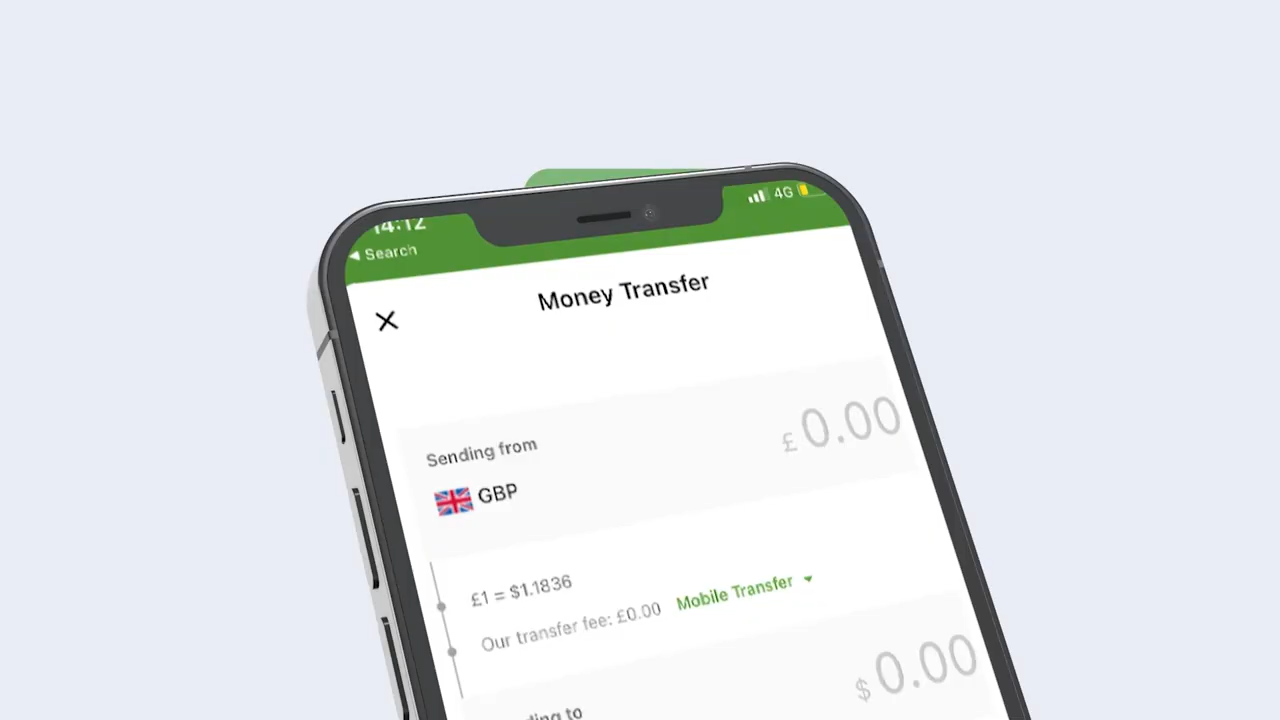 14:12
4G
◀ Search
Money Transfer
Sending from
£ 0.00
GBP
£1 = $1.1836
Our transfer fee: £0.00 Mobile Transfer
$ 0.00
to